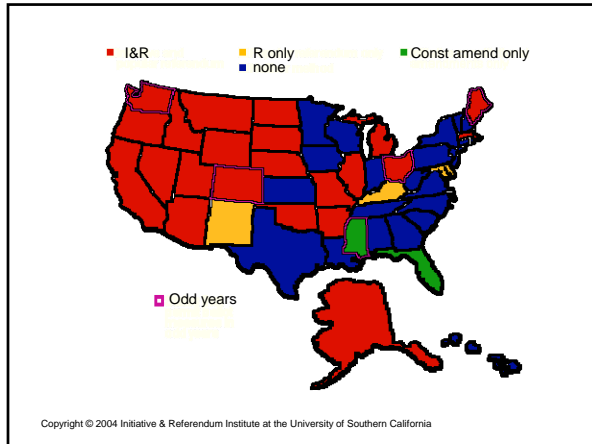 I&R
R only
Const amend only
none
Odd years
Copyright © 2004 Initiative & Referendum Institute at the University of Southern California